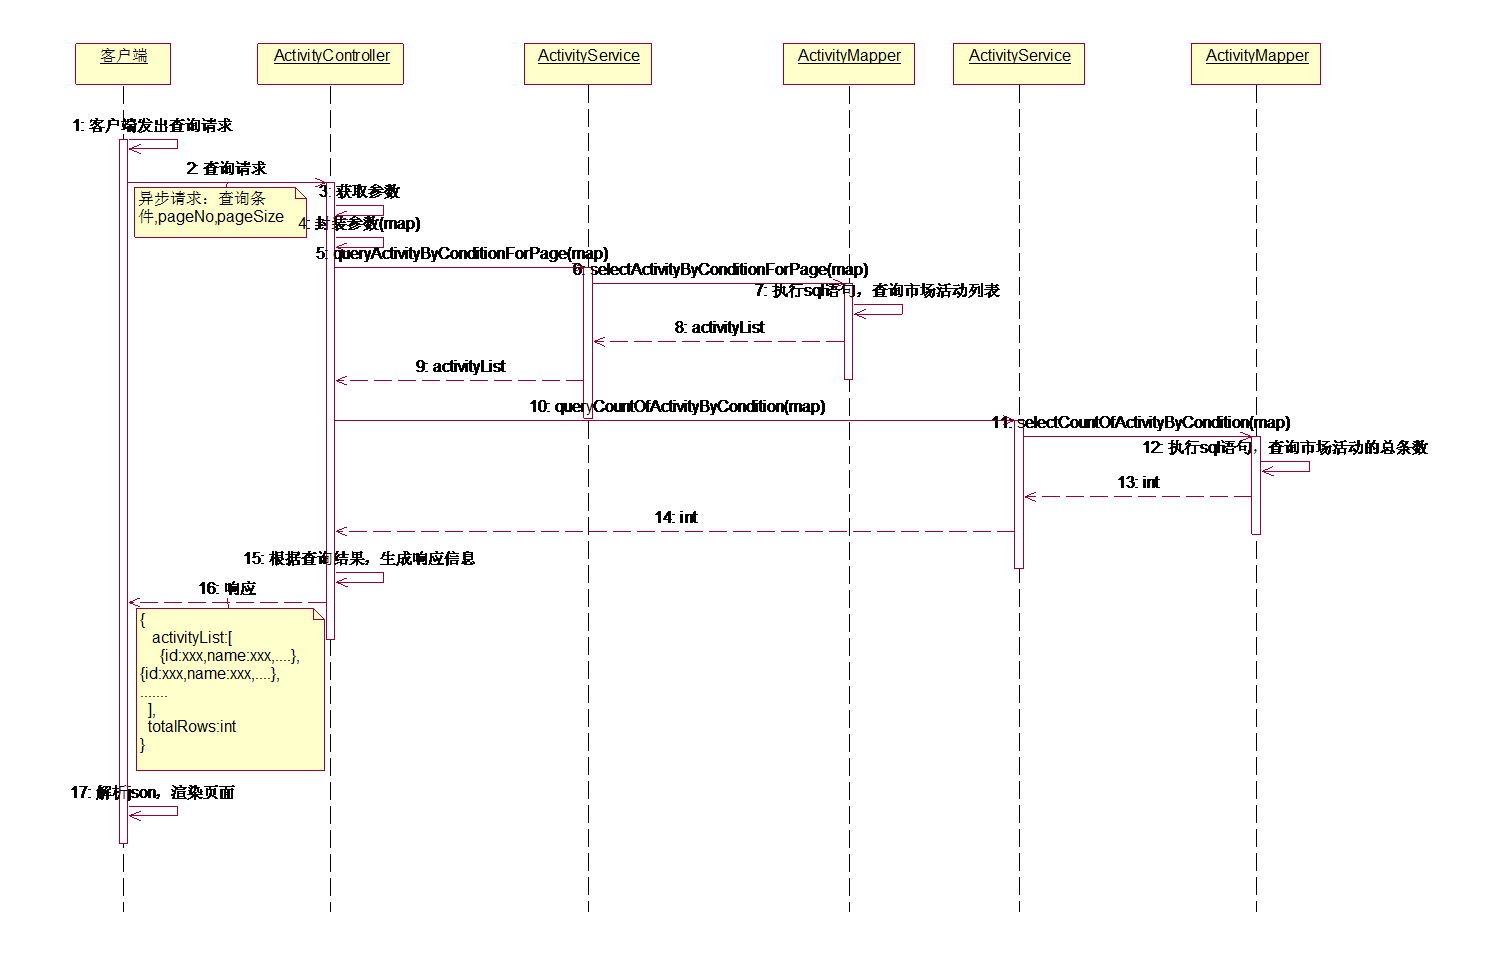 客户端
ActivityController
ActivityService
ActivityMapper
ActivityService
ActivityMapper
1: 客户端发出查询请求
2: 查询请求
异步请求：查询条
件,pageNo,pageSize
3: 获取参数
4: 封装参数(map)
5: queryActivityByConditionForPage(map)
6: selectActivityByConditionForPage(map)
7: 执行sql语句，查询市场活动列表
8: activityList
9: activityList
10: queryCountOfActivityByCondition(map)
11: selectCountOfActivityByCondition(map)
12: 执行sql语句，查询市场活动的总条数
13: int
14: int
15: 根据查询结果，生成响应信息
16: 响应
{
activityList:[
{id:xxx,name:xxx,....},
{id:xxx,name:xxx,....},
.......
],
totalRows:int
}
17: 解析json，渲染页面